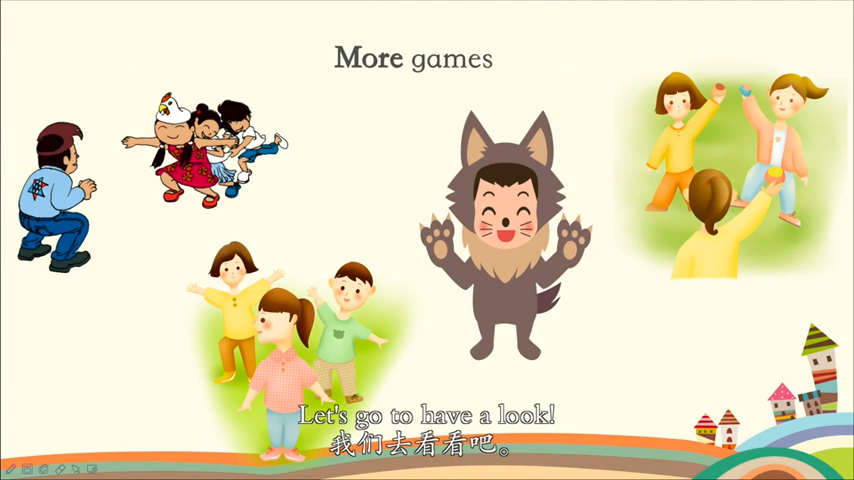 More games
Let's go to have a look!
我们去看看吧。